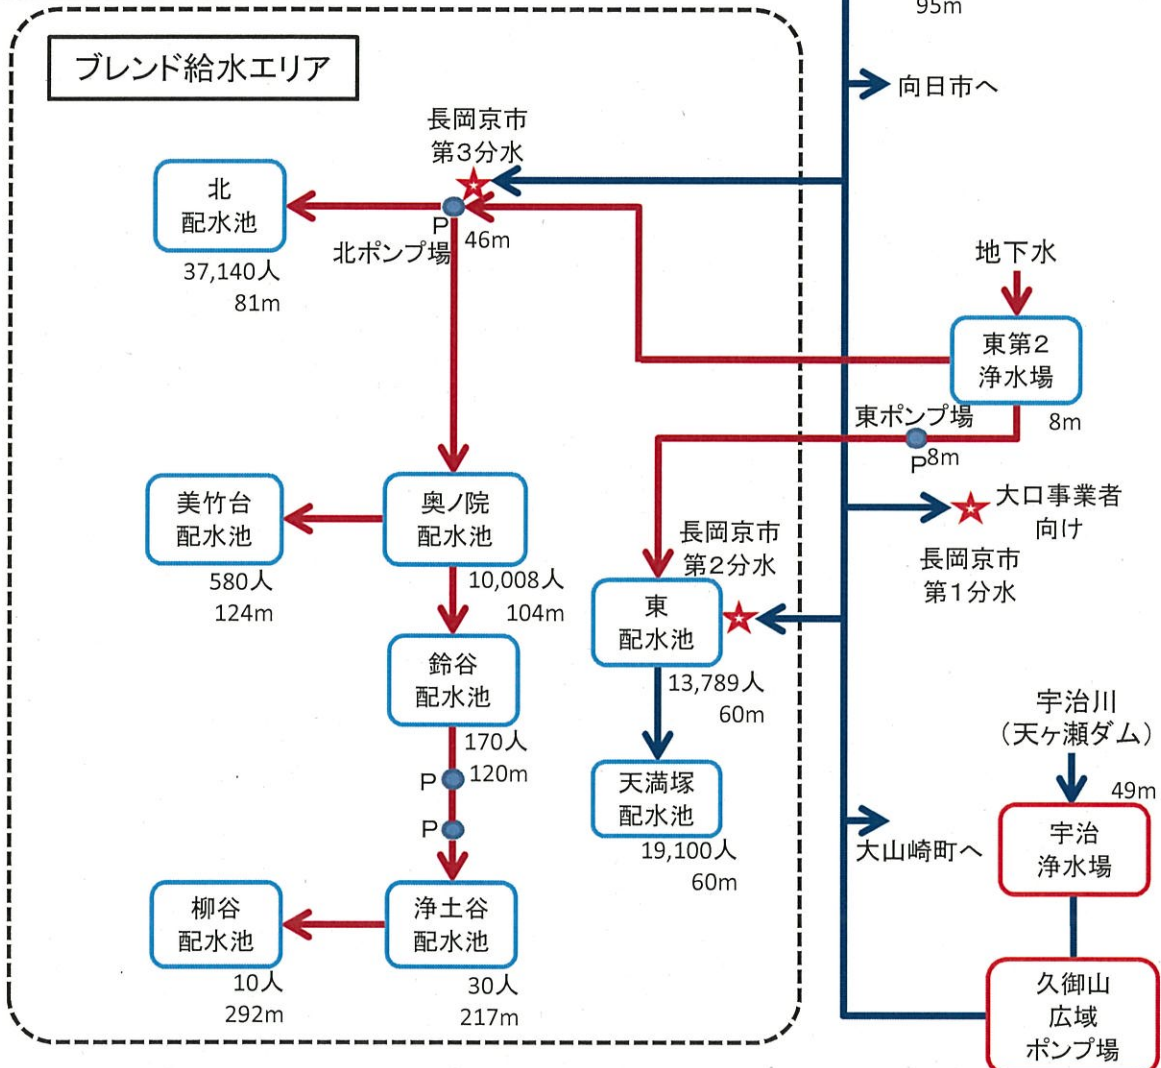 95m
ブレンド給水エリア
向日市へ
長岡京市
第3分水
北
配水池
37,140人
81m
P
46m
北ポンプ場
地下水
東第2
浄水場
8m
東ポンプ場
P
8m
美竹台
配水池
580人
124m
奥ノ院
配水池
10,008人
104m
長岡京市
第2分水
大口事業者
向け
長岡京市
第1分水
東
配水池
13,789人
60m
鈴谷
配水池
170人
120m
P
P
天満塚
配水池
19,100人
60m
宇治川
(天ヶ瀬ダム)
49m
宇治
浄水場
大山崎町へ
柳谷
配水池
10人
292m
浄土谷
配水池
30人
217m
久御山
広域
ポンプ場